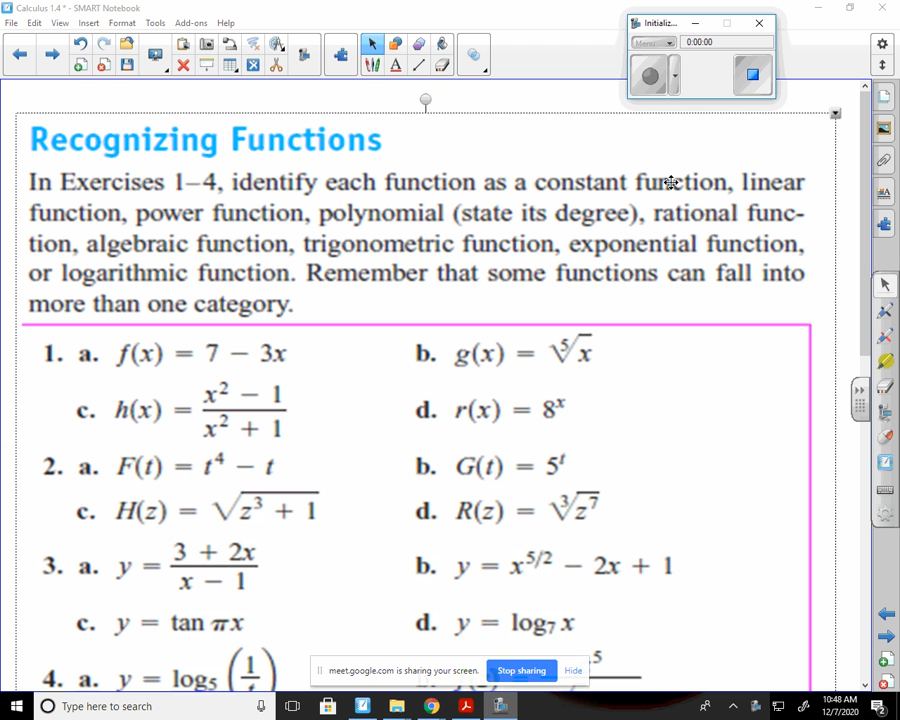 Calculus 1.4 * - SMART Notebook
File Edit View Insert Format Tools Add-ons Help
Initializ...
Menu
0:00:00
Recognizing Functions
In Exercises 1–4, identify each function as a constant function, linear
function, power function, polynomial (state its degree), rational func-
tion, algebraic function, trigonometric function, exponential function,
or logarithmic function. Remember that some functions can fall into
more than one category.
1. a. f(x) = 7 − 3x b. g(x) = ⁵√x
c. h(x) = (x² − 1)/(x² + 1) d. r(x) = 8ˣ
2. a. F(t) = t⁴ − t b. G(t) = 5ᵗ
c. H(z) = √(z³ + 1) d. R(z) = ³√(z⁷)
3. a. y = (3 + 2x)/(x − 1) b. y = x^(5/2) − 2x + 1
c. y = tan πx d. y = log₇ x
4. a. y = log₅
meet.google.com is sharing your screen. Stop sharing Hide
Type here to search
10:48 AM
12/7/2020
2